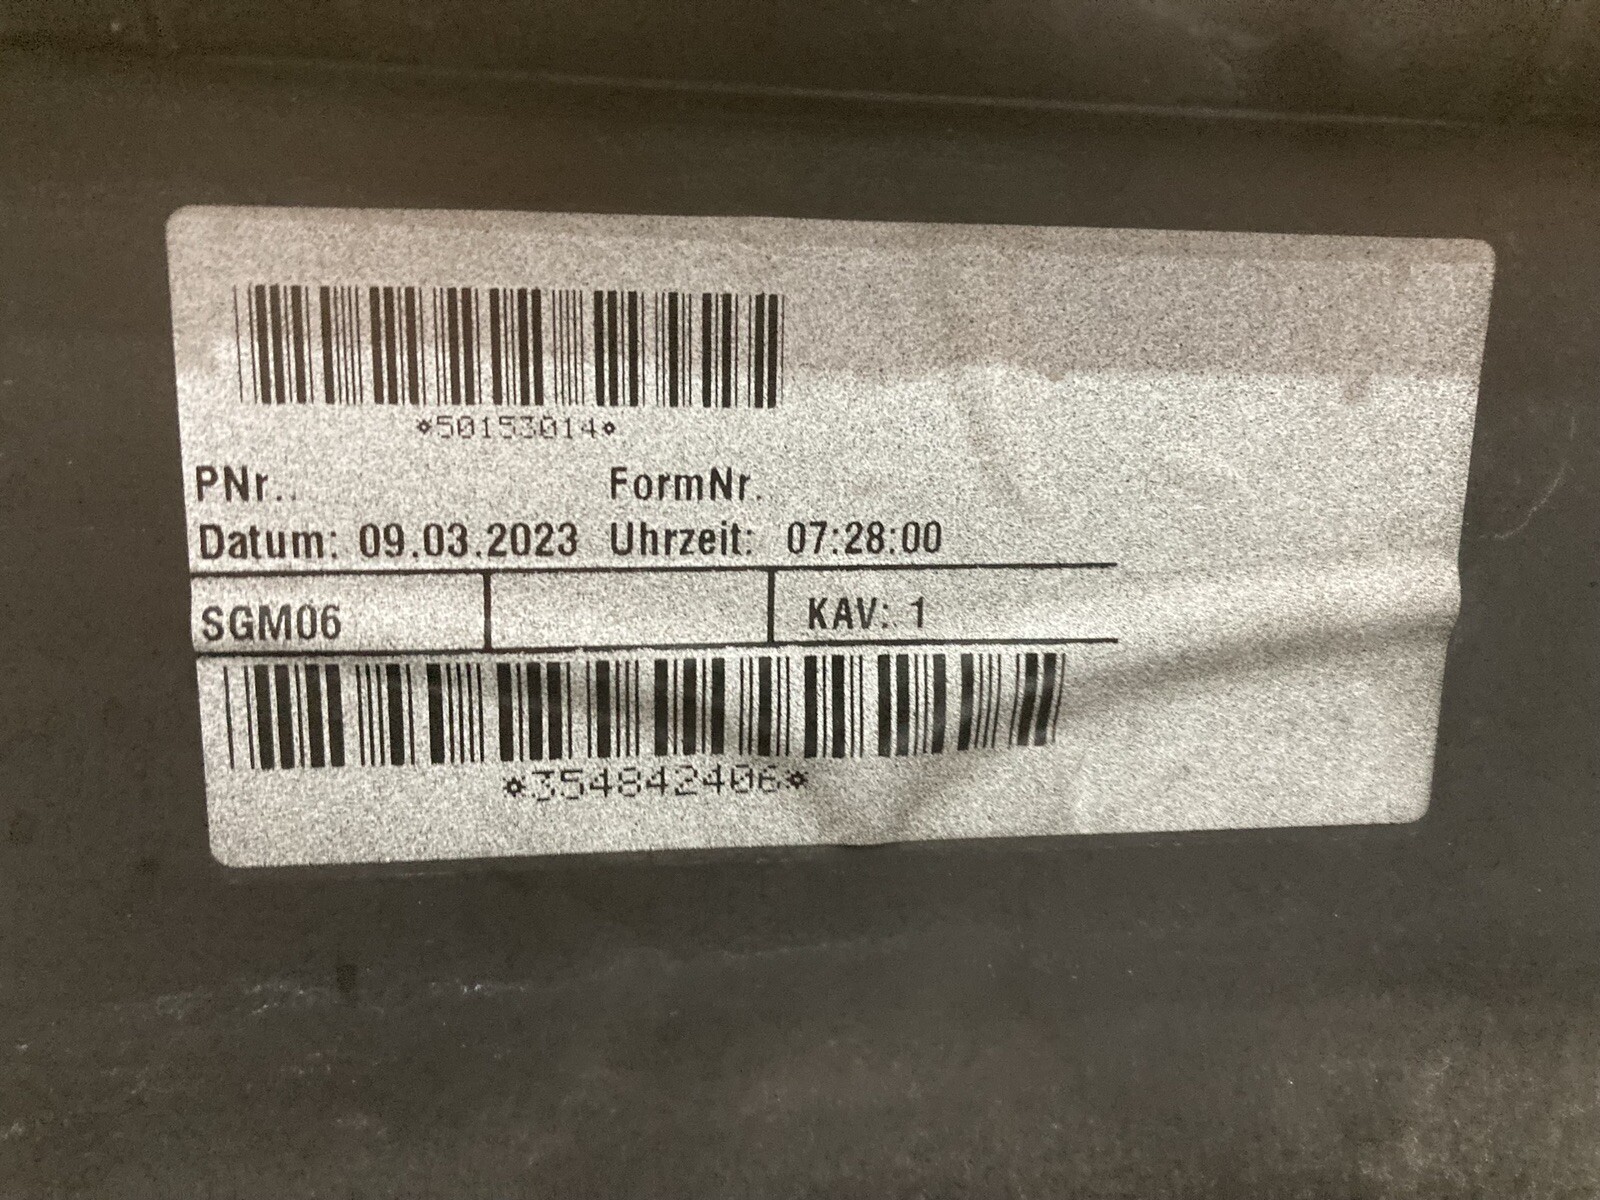 *50153014*
PNr.. FormNr.
Datum: 09.03.2023 Uhrzeit: 07:28:00
SGM06 KAV: 1
*354842406*